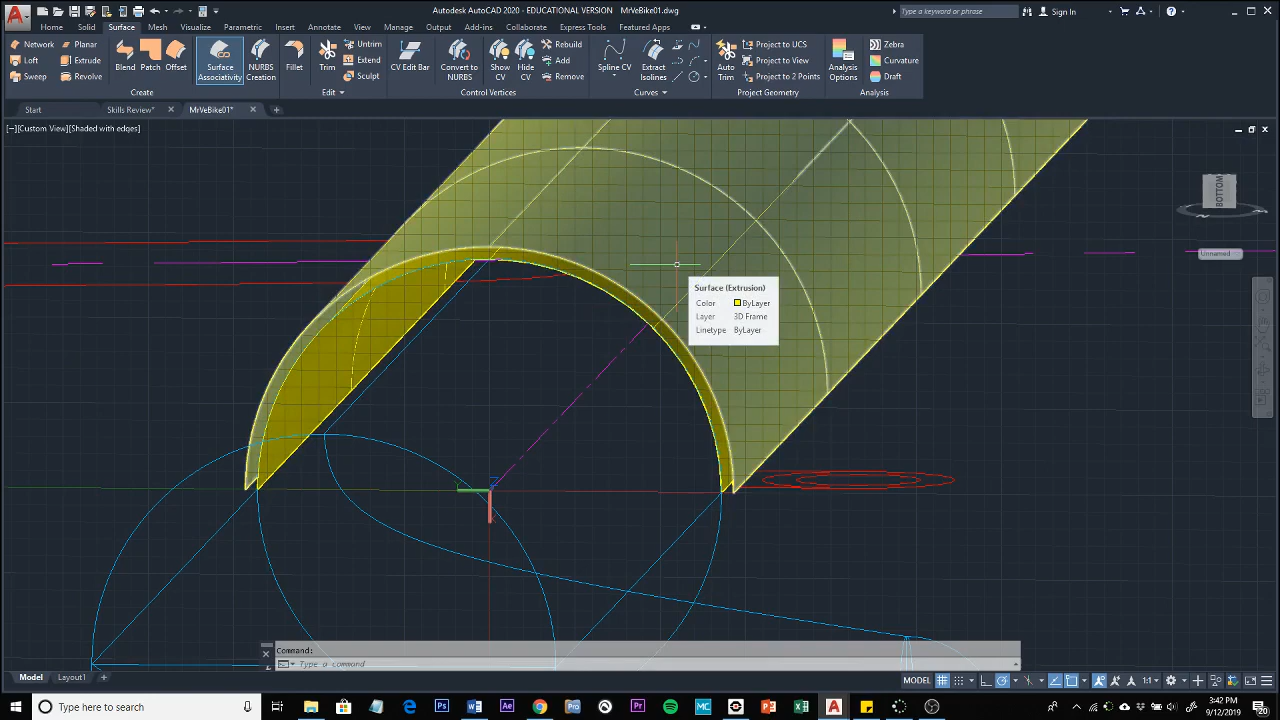 Autodesk AutoCAD 2020 - EDUCATIONAL VERSION MrVeBike01.dwg
Type a keyword or phrase
Sign In
Home Solid Surface Mesh Visualize Parametric Insert Annotate View Manage Output Add-ins Collaborate Express Tools Featured Apps
Network Planar
Loft Extrude
Sweep Revolve
Blend Patch Offset
Surface Associativity
NURBS Creation
Fillet
Trim
Untrim
Extend
Sculpt
CV Edit Bar
Convert to NURBS
Show CV
Hide CV
Rebuild
Add
Remove
Spline CV
Extract Isolines
Auto Trim
Project to UCS
Project to View
Project to 2 Points
Analysis Options
Zebra
Curvature
Draft
Create Edit Control Vertices Curves Project Geometry Analysis
Start Skills Review* MrVeBike01*
[−][Custom View][Shaded with edges]
BOTTOM
Unnamed
Surface (Extrusion)
Color ByLayer
Layer 3D Frame
Linetype ByLayer
Command:
Type a command
Model Layout1
MODEL
1:1
Type here to search
3:42 PM
9/12/2019